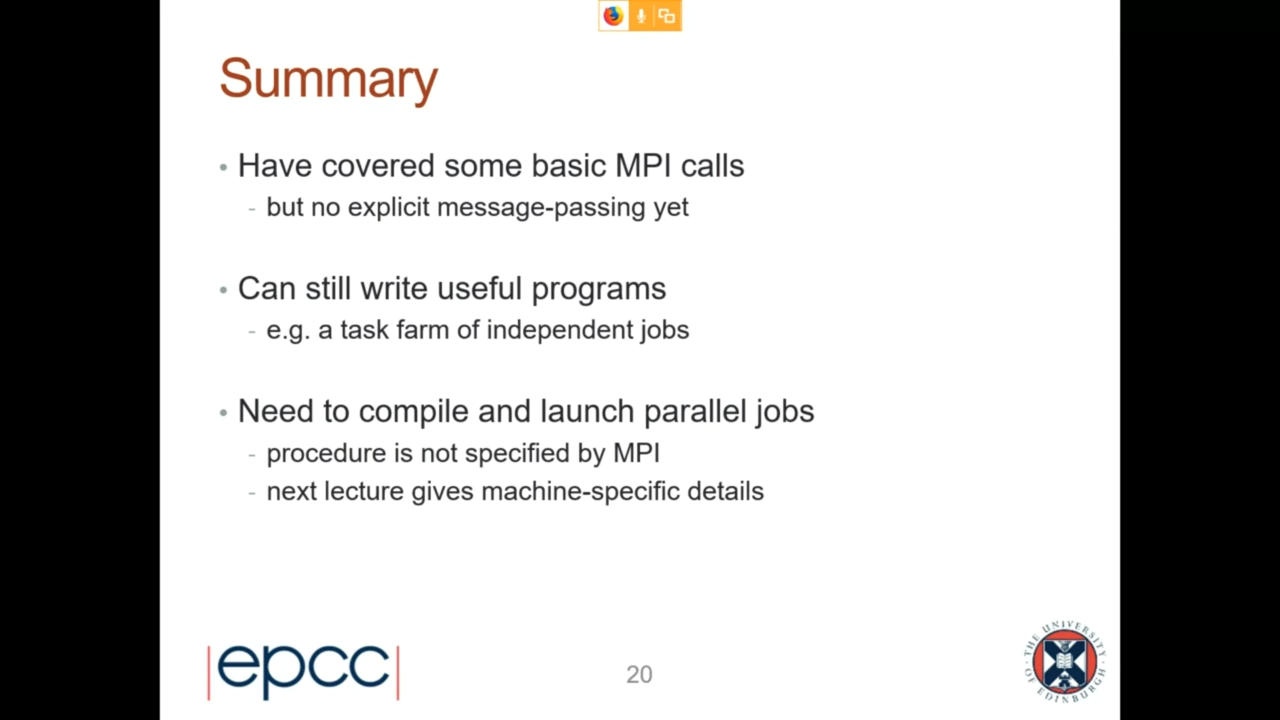 Summary
• Have covered some basic MPI calls
- but no explicit message-passing yet
• Can still write useful programs
- e.g. a task farm of independent jobs
• Need to compile and launch parallel jobs
- procedure is not specified by MPI
- next lecture gives machine-specific details
|epcc|
20
THE UNIVERSITY
OF EDINBURGH